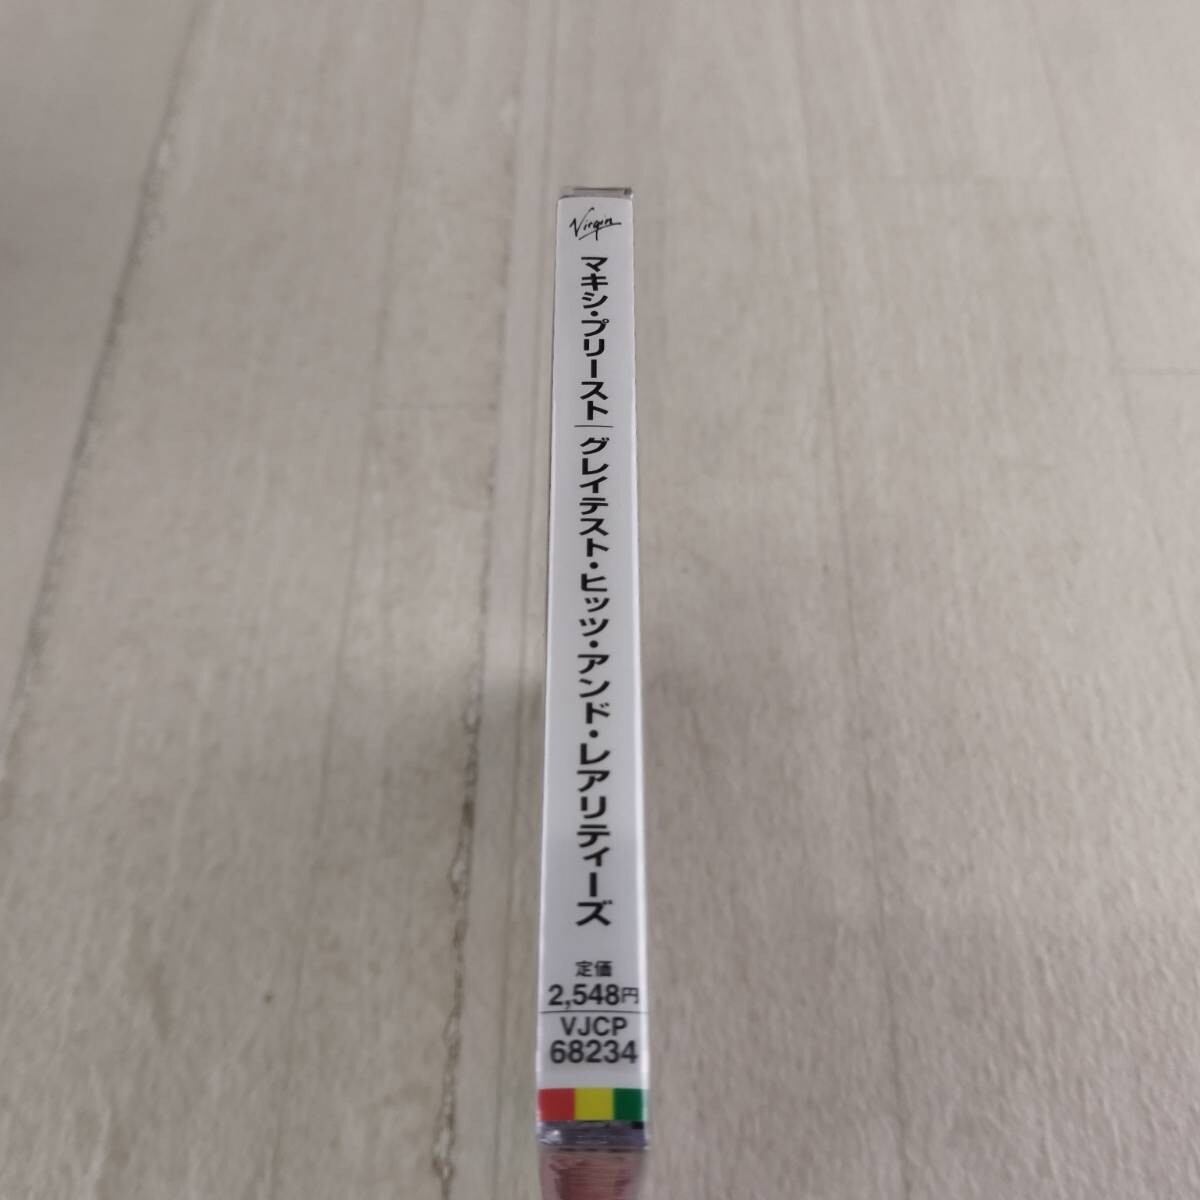 Virgin
マキシ・プリースト
グレイテスト・ヒッツ・アンド・レアリティーズ
定価
2,548円
VJCP
68234